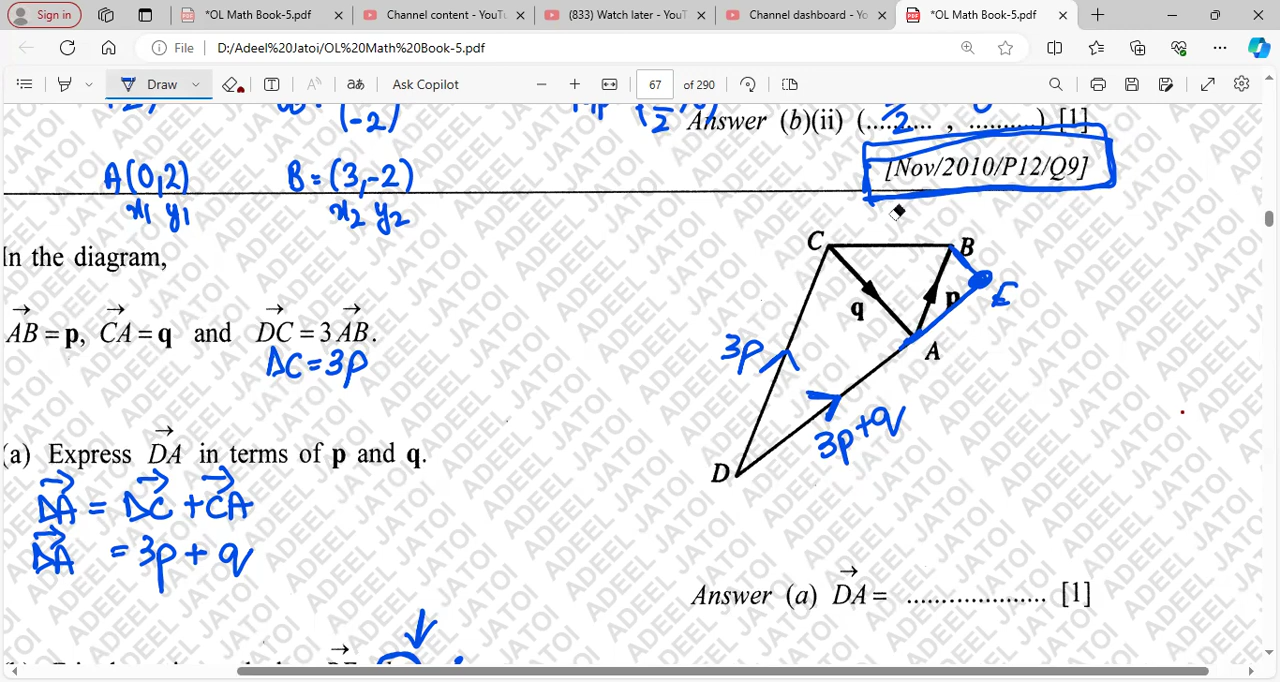 Sign in
*OL Math Book-5.pdf
Channel content - YouTu
(833) Watch later - YouT
Channel dashboard - Yo
*OL Math Book-5.pdf
File
D:/Adeel%20Jatoi/OL%20Math%20Book-5.pdf
Draw
Ask Copilot
67
of 290
(-2)
Answer (b)(ii) (.......... , ..........) [1]
[Nov/2010/P12/Q9]
A(0,2)
B = (3,-2)
x1 y1
x2 y2
In the diagram,
AB = p, CA = q and DC = 3 AB.
DC = 3p
C
B
E
q
p
A
3p
3p+q
D
(a) Express DA in terms of p and q.
DA = DC + CA
DA = 3p + q
Answer (a) DA = ..................... [1]
ADEEL JATOI